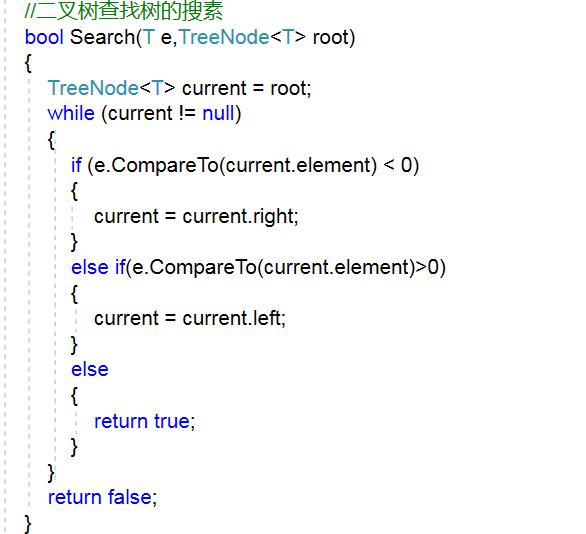 //二叉树查找树的搜素
bool Search(T e,TreeNode<T> root)
{
TreeNode<T> current = root;
while (current != null)
{
if (e.CompareTo(current.element) < 0)
{
current = current.right;
}
else if(e.CompareTo(current.element)>0)
{
current = current.left;
}
else
{
return true;
}
}
return false;
}